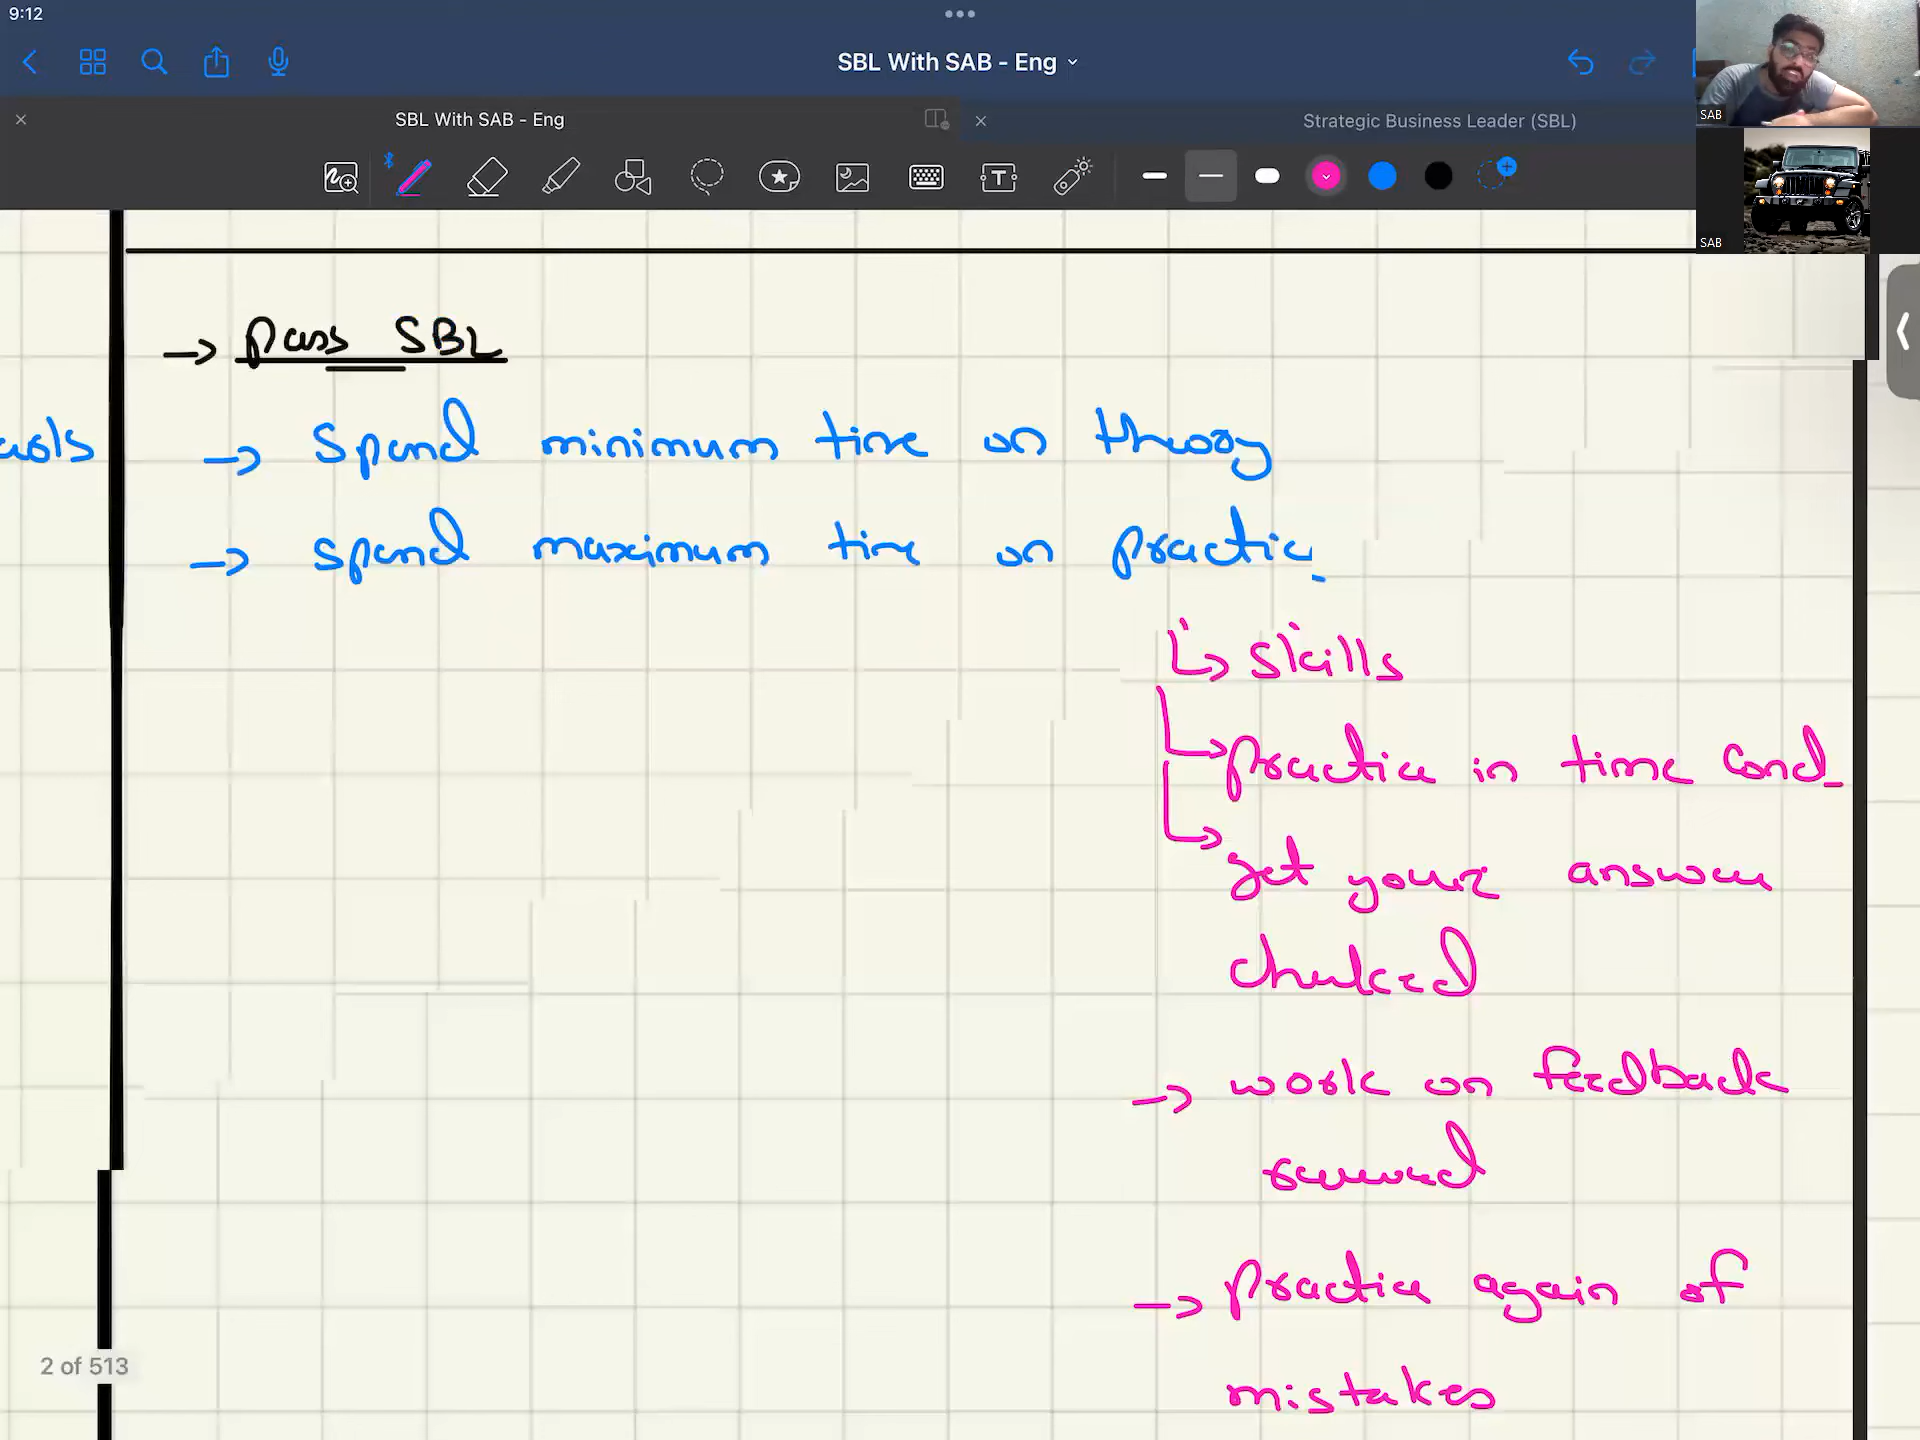 9:12
SBL With SAB - Eng
SBL With SAB - Eng
Strategic Business Leader (SBL)
SAB
SAB
→ Pass SBL
→ Spend minimum time on theory
→ spend maximum time on practice
↳ skills
↳ practice in time cond_
↳ get your answer
checked
→ work on feedback
received
→ practice again of
mistakes
2 of 513